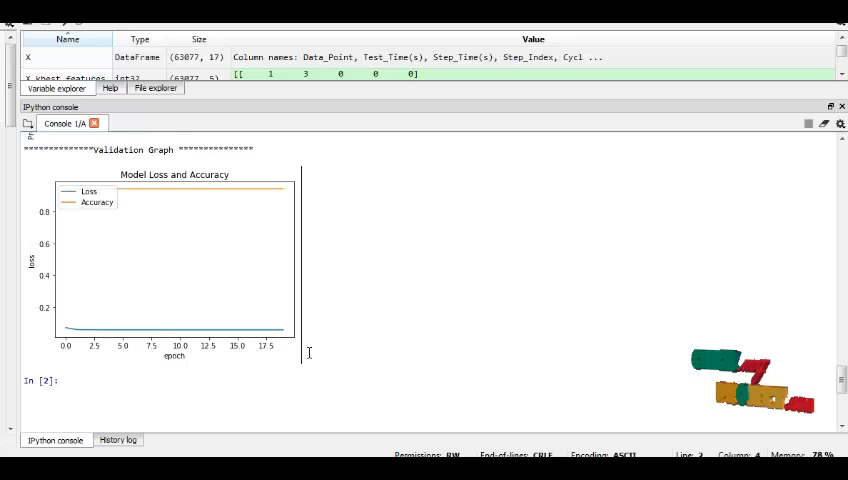 Name Type Size Value
X DataFrame (63077, 17) Column names: Data_Point, Test_Time(s), Step_Time(s), Step_Index, Cycl ...
X_kbest_features int32 (63077, 5) [[ 1 3 0 0 0]
Variable explorer Help File explorer
IPython console
Console 1/A
**************Validation Graph ***************
Model Loss and Accuracy
Loss
Accuracy
0.8
0.6
loss
0.4
0.2
0.0 2.5 5.0 7.5 10.0 12.5 15.0 17.5
epoch
In [2]:
IPython console History log
Permissions: RW End-of-lines: CRLF Encoding: ASCII Line: 2 Column: 4 Memory: 78 %